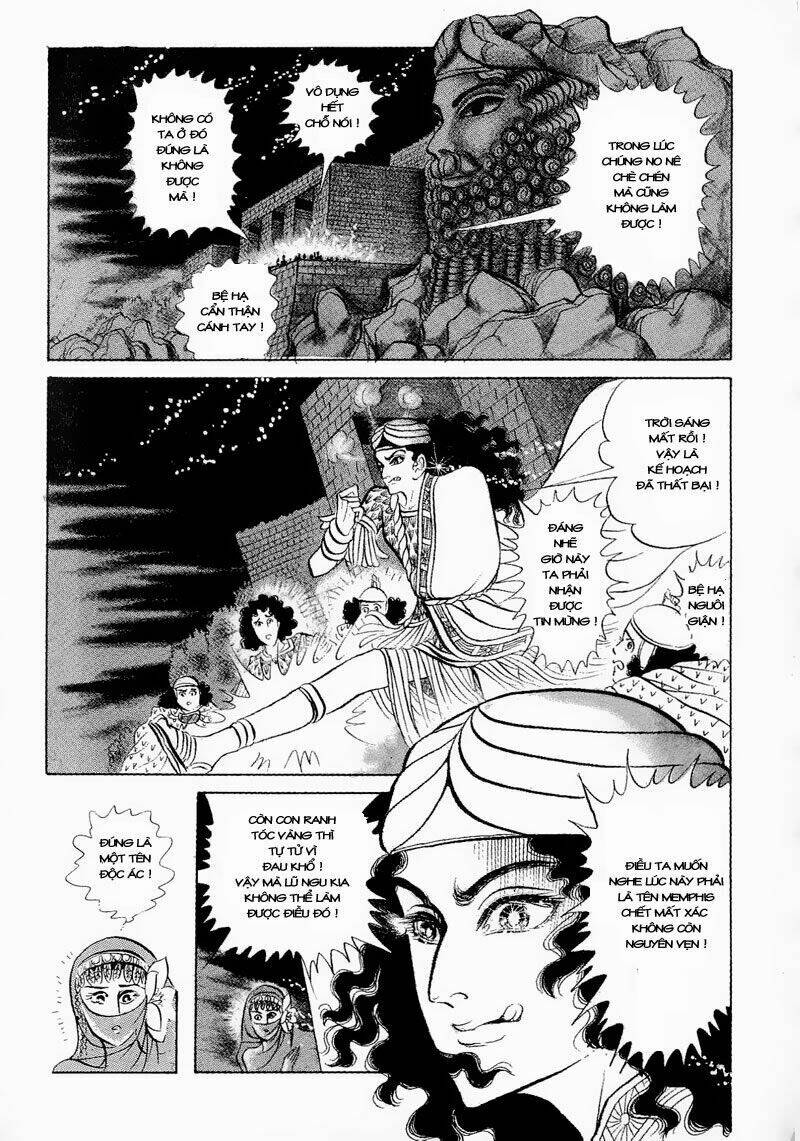 KHÔNG CÓ
TA Ở ĐÓ
ĐÚNG LÀ
KHÔNG
ĐƯỢC
MÀ !
VÔ DỤNG
HẾT
CHỖ NÓI !
TRONG LÚC
CHÚNG NO NÊ
CHÈ CHÉN
MÀ CŨNG
KHÔNG LÀM
ĐƯỢC !
BỆ HẠ
CẨN THẬN
CÁNH TAY !
TRỜI SÁNG
MẤT RỒI !
VẬY LÀ
KẾ HOẠCH
ĐÃ THẤT BẠI !
ĐÁNG
NHẼ
GIỜ NÀY
TA PHẢI
NHẬN
ĐƯỢC
TIN MỪNG !
BỆ HẠ
NGUÔI
GIẬN !
ĐÚNG LÀ
MỘT TÊN
ĐỘC ÁC !
CÒN CON RANH
TÓC VÀNG THÌ
TỰ TỬ VÌ
ĐAU KHỔ !
VẬY MÀ LŨ NGU KIA
KHÔNG THỂ LÀM
ĐƯỢC ĐIỀU ĐÓ !
ĐIỀU TA MUỐN
NGHE LÚC NÀY PHẢI
LÀ TÊN MEMPHIS
CHẾT MẤT XÁC
KHÔNG CÒN
NGUYÊN VẸN !